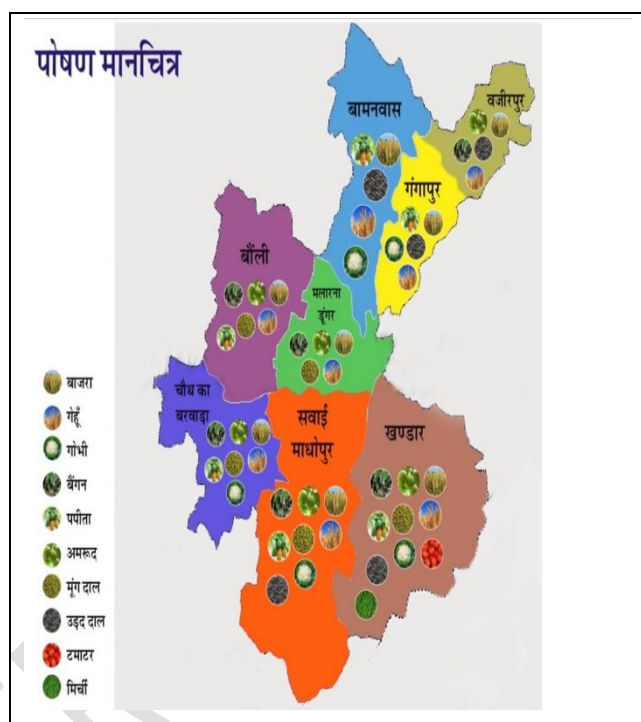 पोषण मानचित्र
बामनवास
वजीरपुर
गंगापुर
बौंली
मलारना
डूंगर
चौथ का
बरवाड़ा
सवाई
माधोपुर
खण्डार
बाजरा
गेहूँ
गोभी
बैंगन
पपीता
अमरूद
मूंग दाल
उड़द दाल
टमाटर
मिर्ची